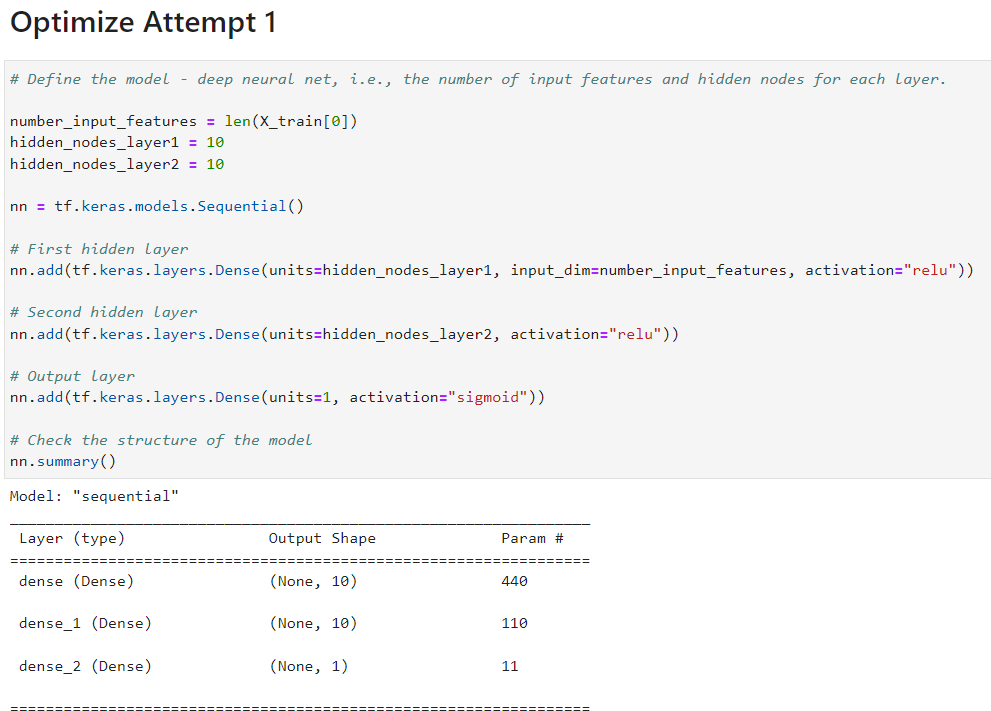 Optimize Attempt 1
# Define the model - deep neural net, i.e., the number of input features and hidden nodes for each layer.
number_input_features = len(X_train[0])
hidden_nodes_layer1 = 10
hidden_nodes_layer2 = 10
nn = tf.keras.models.Sequential()
# First hidden layer
nn.add(tf.keras.layers.Dense(units=hidden_nodes_layer1, input_dim=number_input_features, activation="relu"))
# Second hidden layer
nn.add(tf.keras.layers.Dense(units=hidden_nodes_layer2, activation="relu"))
# Output layer
nn.add(tf.keras.layers.Dense(units=1, activation="sigmoid"))
# Check the structure of the model
nn.summary()
Model: "sequential"
_________________________________________________________________
Layer (type) Output Shape Param #
=================================================================
dense (Dense) (None, 10) 440
dense_1 (Dense) (None, 10) 110
dense_2 (Dense) (None, 1) 11
=================================================================